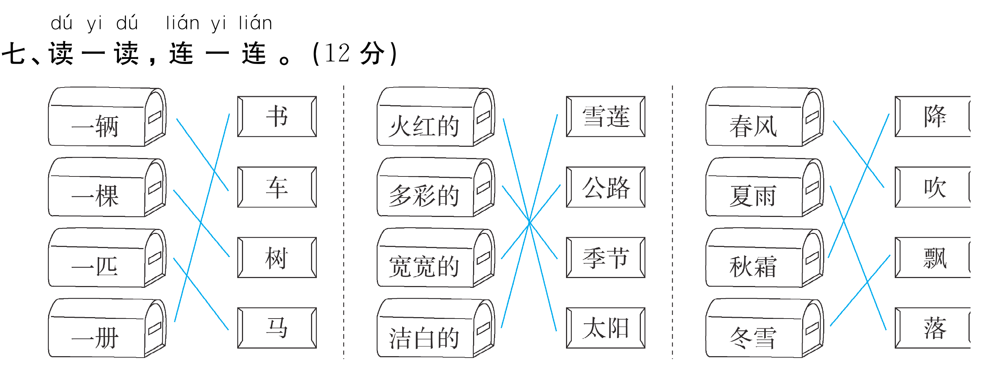 dú yi dú lián yi lián
七、读一读,连一连。(12分)
一辆 书 火红的 雪莲 春风 降
一棵 车 多彩的 公路 夏雨 吹
一匹 树 宽宽的 季节 秋霜 飘
一册 马 洁白的 太阳 冬雪 落